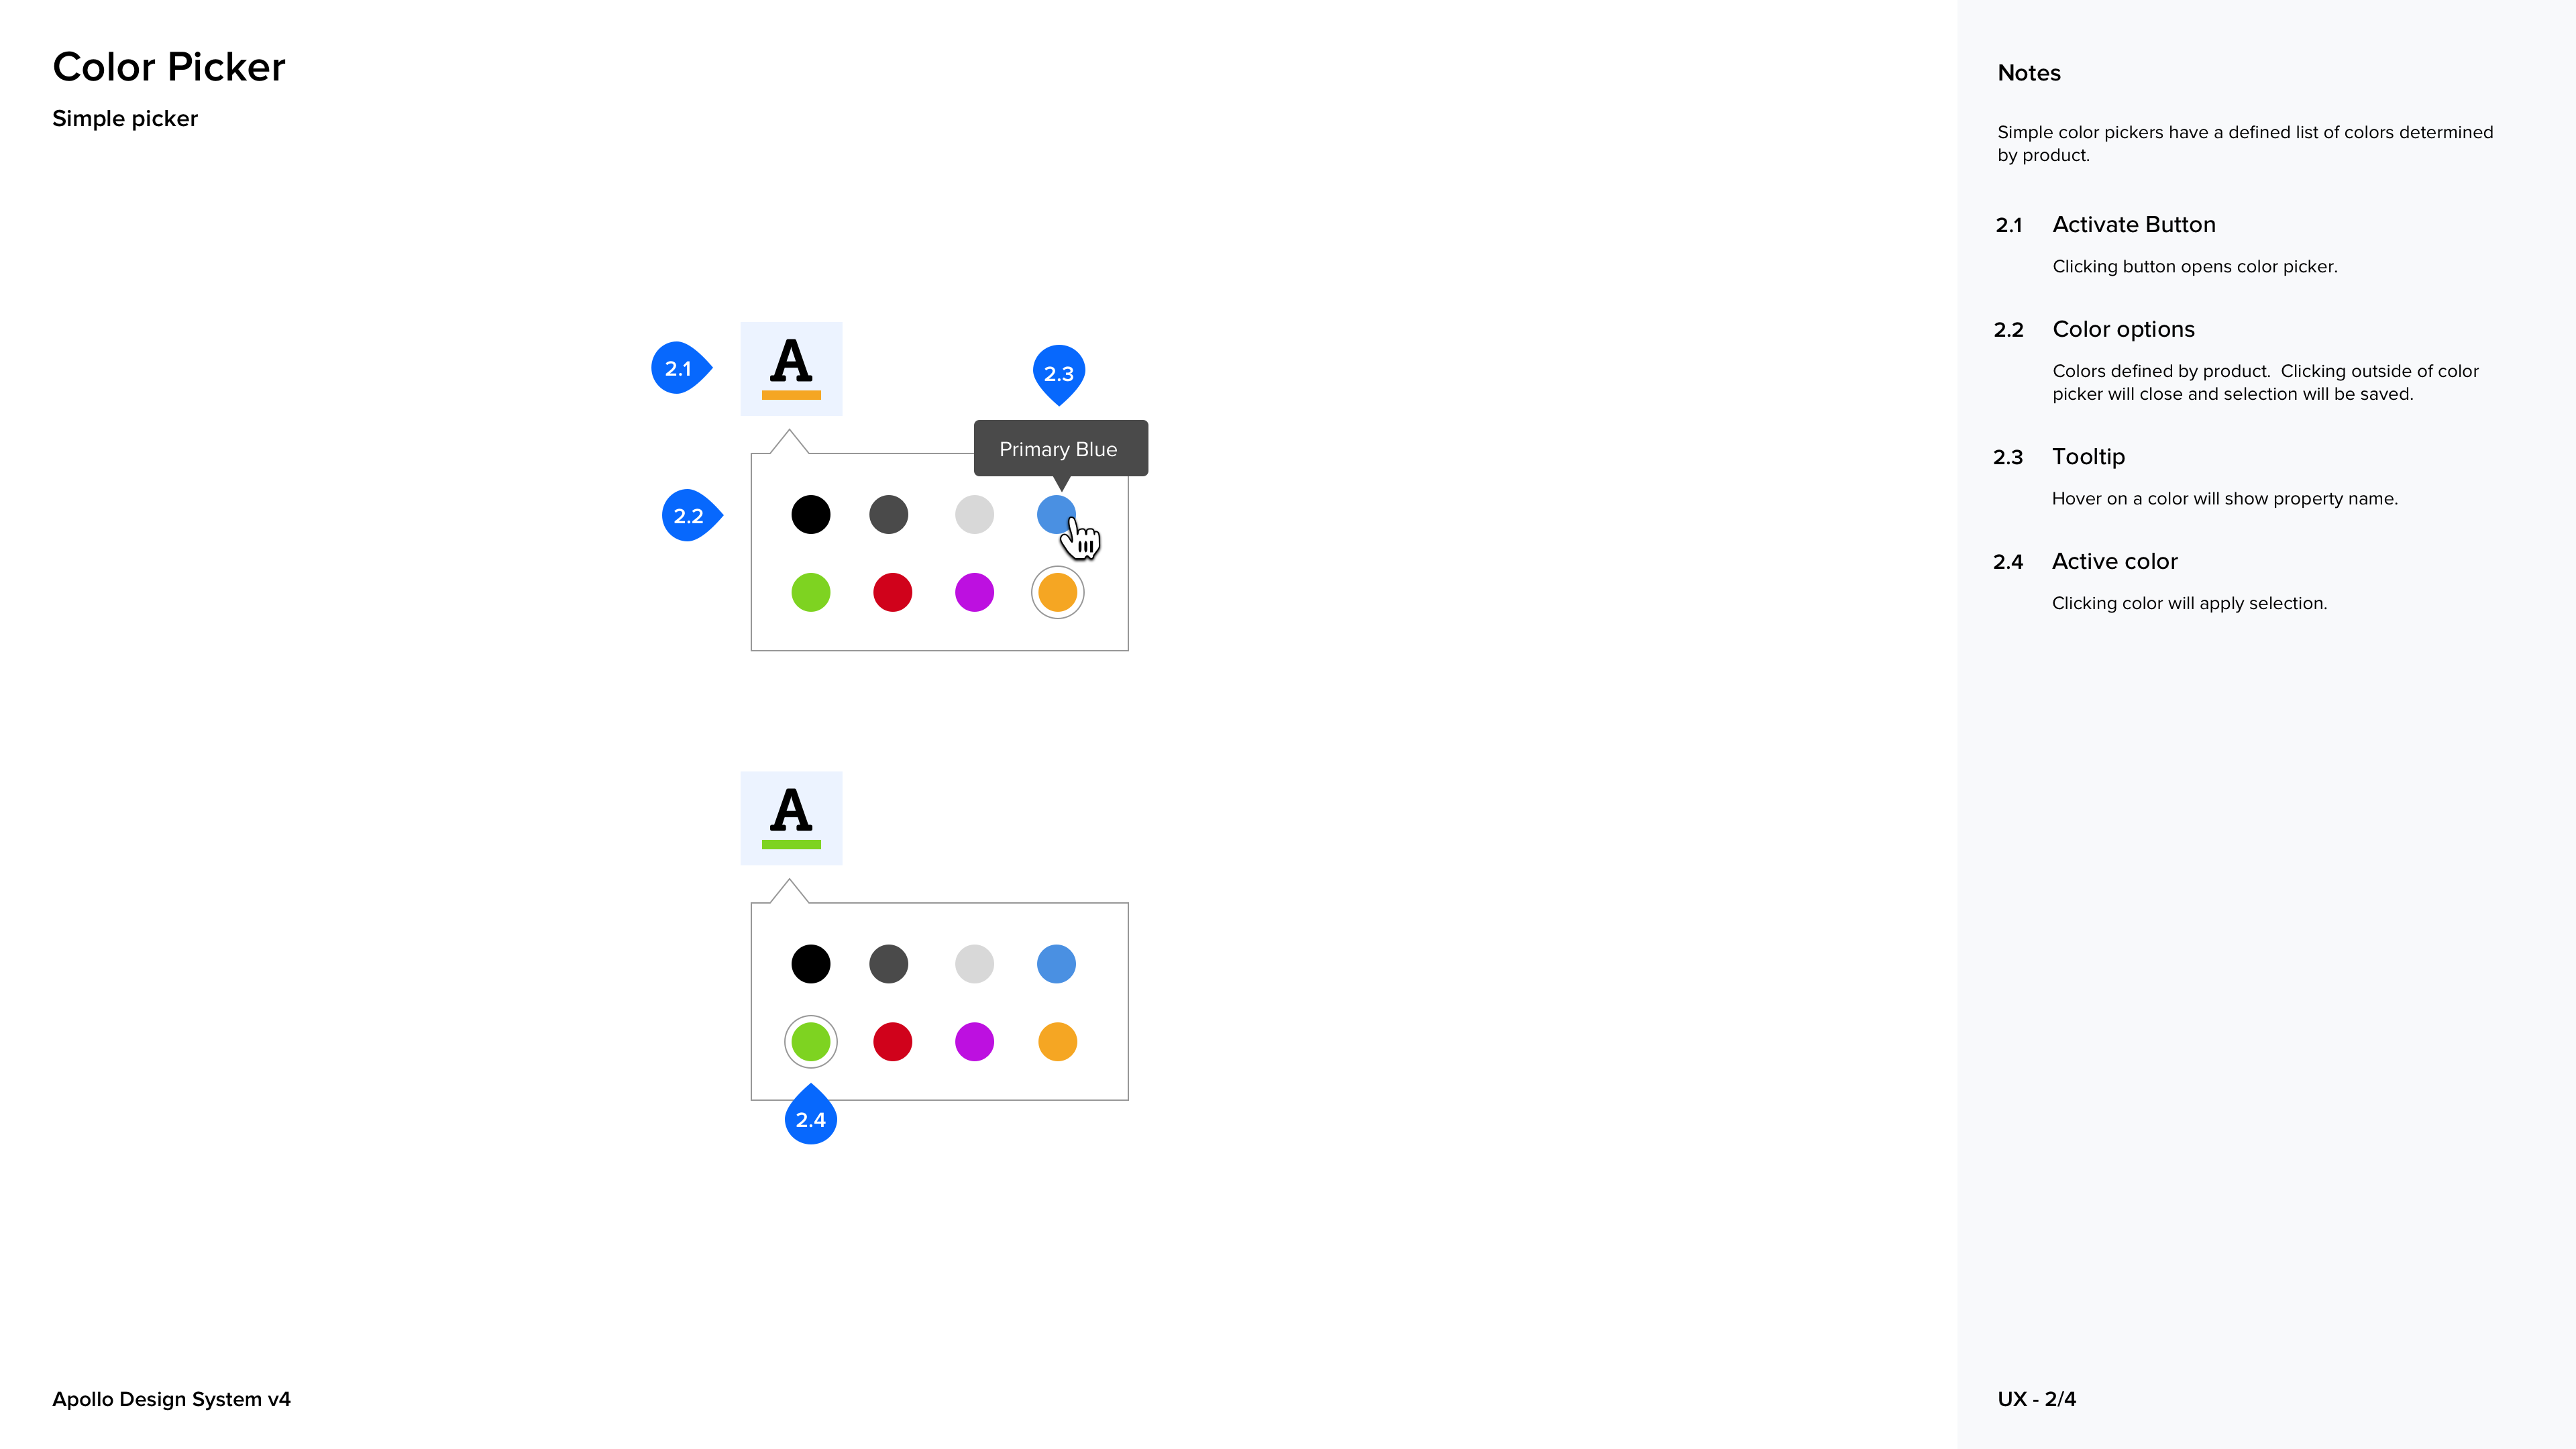 Color Picker
Simple picker
2.1
A
2.3
Primary Blue
2.2
A
2.4
Apollo Design System v4
Notes
Simple color pickers have a defined list of colors determined
by product.
2.1 Activate Button
Clicking button opens color picker.
2.2 Color options
Colors defined by product.  Clicking outside of color
picker will close and selection will be saved.
2.3 Tooltip
Hover on a color will show property name.
2.4 Active color
Clicking color will apply selection.
UX - 2/4